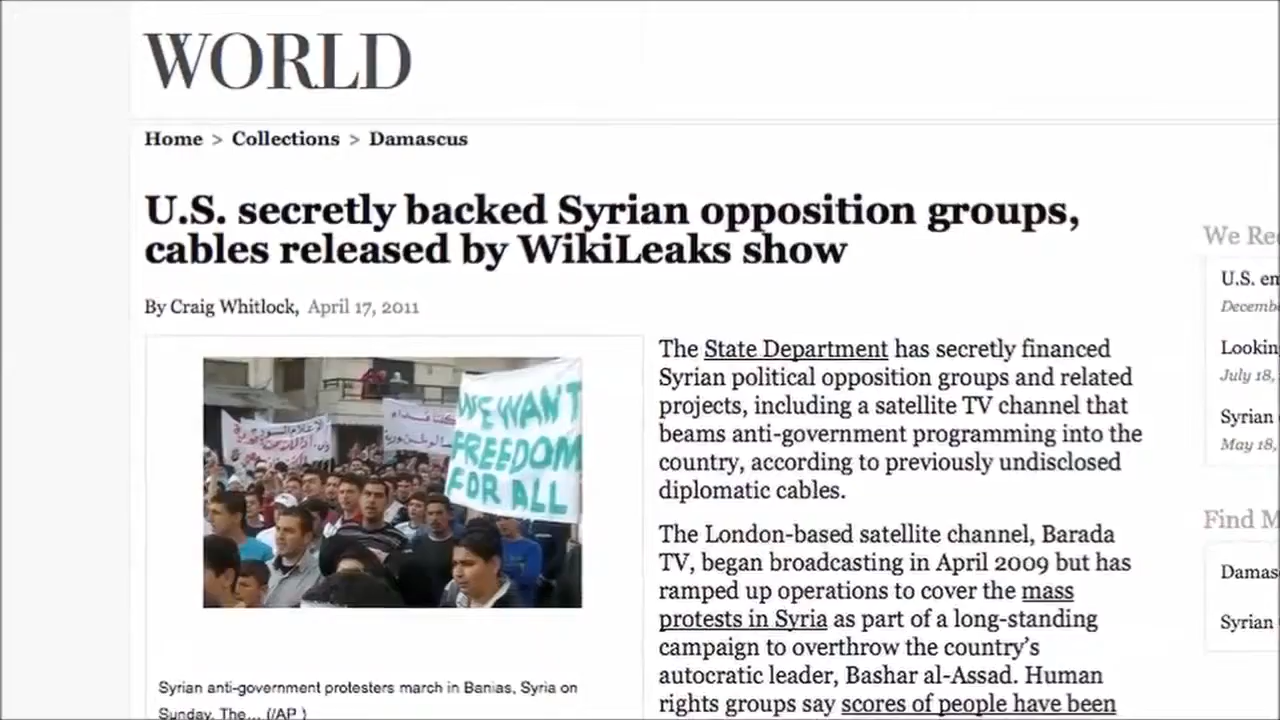 WORLD
Home > Collections > Damascus
U.S. secretly backed Syrian opposition groups,
cables released by WikiLeaks show
By Craig Whitlock, April 17, 2011
WE WANT
FREEDOM
FOR ALL
Syrian anti-government protesters march in Banias, Syria on
Sunday. The... (/AP )
The State Department has secretly financed
Syrian political opposition groups and related
projects, including a satellite TV channel that
beams anti-government programming into the
country, according to previously undisclosed
diplomatic cables.
The London-based satellite channel, Barada
TV, began broadcasting in April 2009 but has
ramped up operations to cover the mass
protests in Syria as part of a long-standing
campaign to overthrow the country's
autocratic leader, Bashar al-Assad. Human
rights groups say scores of people have been
We Re
U.S. en
Decemb
Lookin
July 18,
Syrian
May 18,
Find M
Damas
Syrian